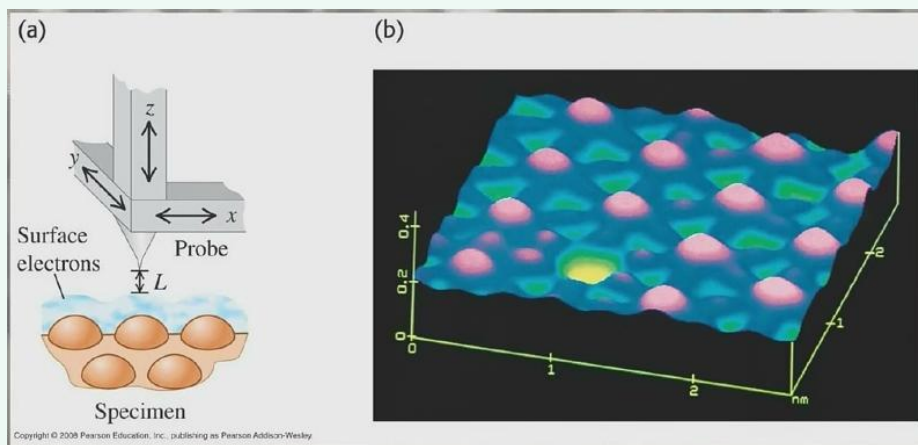 (a)
z
y
x
Surface
electrons
Probe
L
Specimen
(b)
0.4
0.2
0
0
1
2
nm
1
2
Copyright © 2008 Pearson Education, Inc., publishing as Pearson Addison-Wesley.